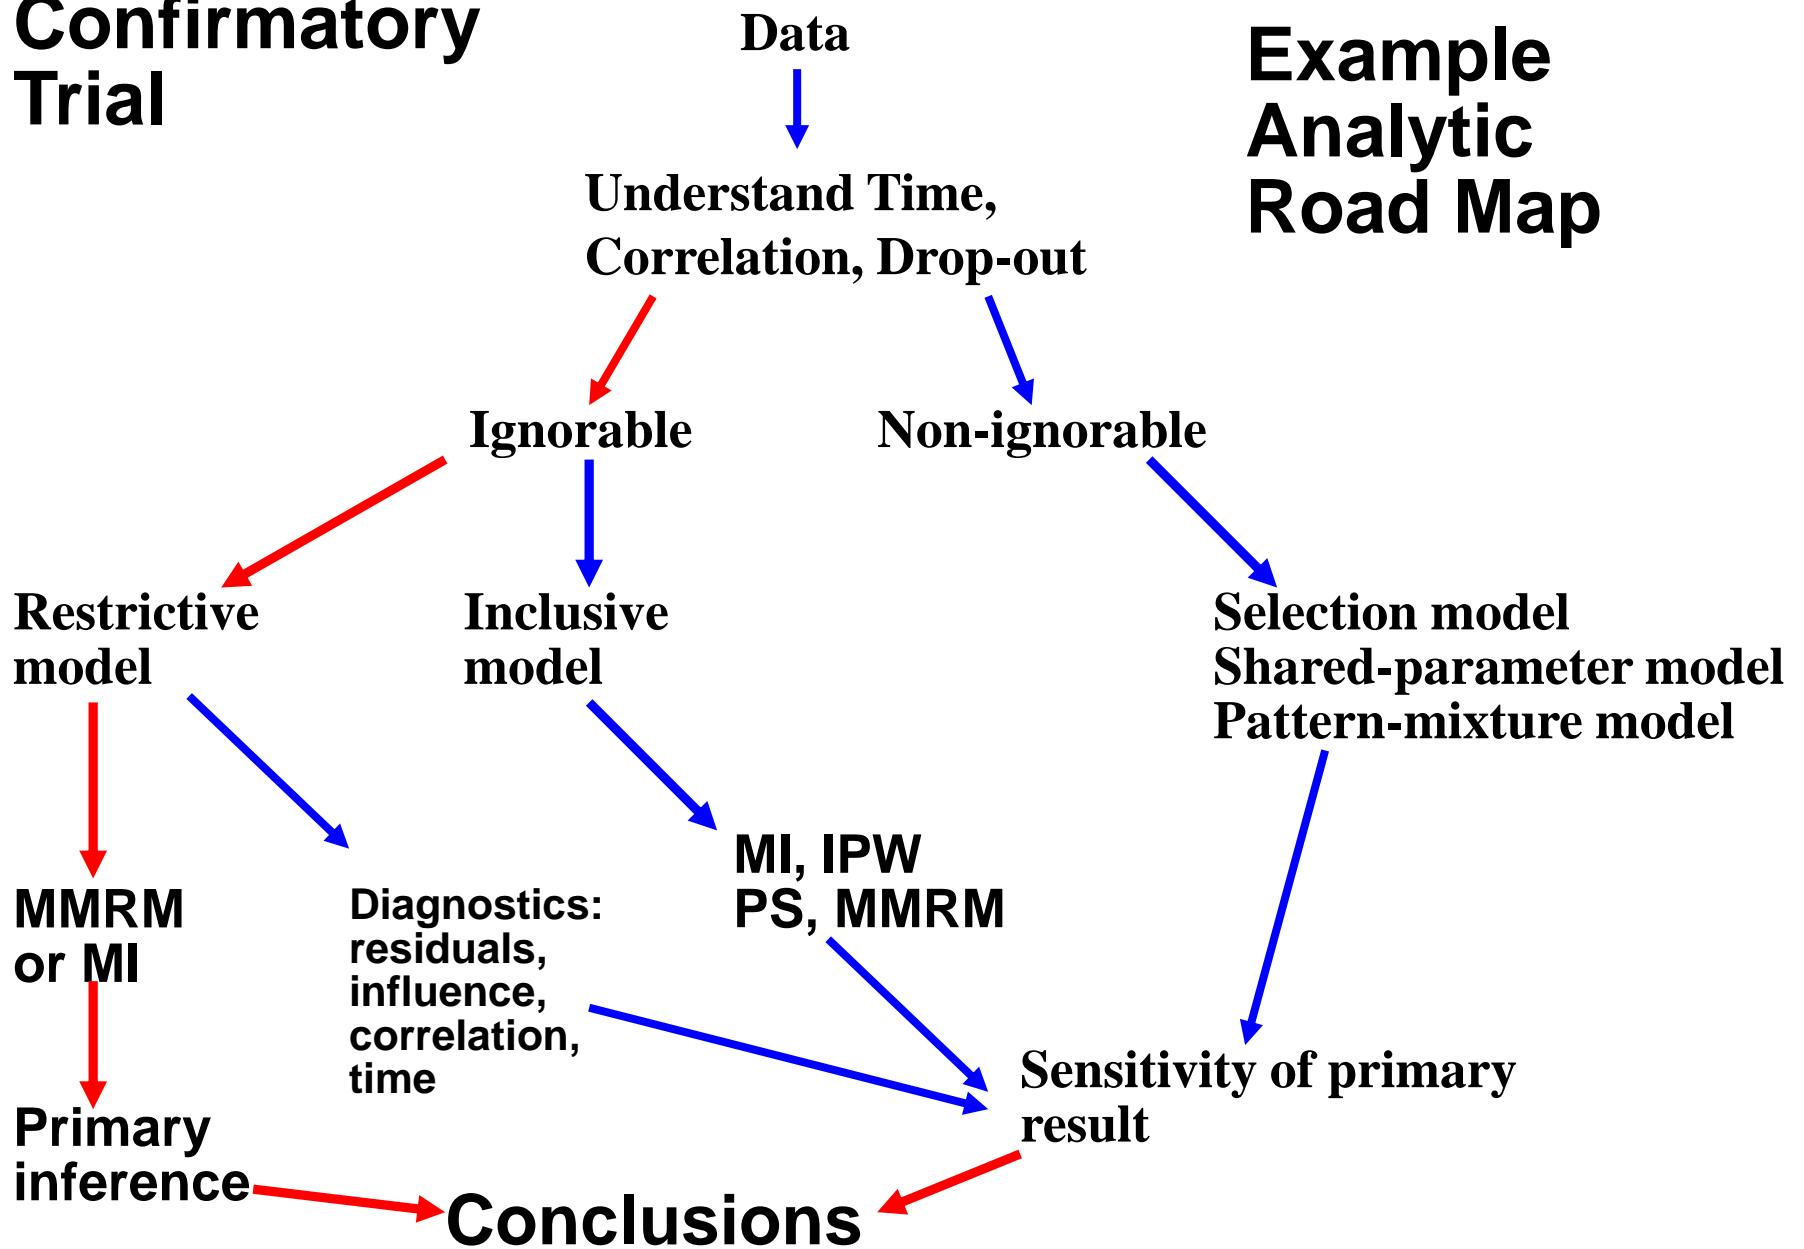 Confirmatory
Trial
Data
Example
Analytic
Road Map
Understand Time,
Correlation, Drop-out
Ignorable
Non-ignorable
Restrictive
model
Inclusive
model
Selection model
Shared-parameter model
Pattern-mixture model
MMRM
or MI
Diagnostics:
residuals,
influence,
correlation,
time
MI, IPW
PS, MMRM
Sensitivity of primary
result
Primary
inference
Conclusions